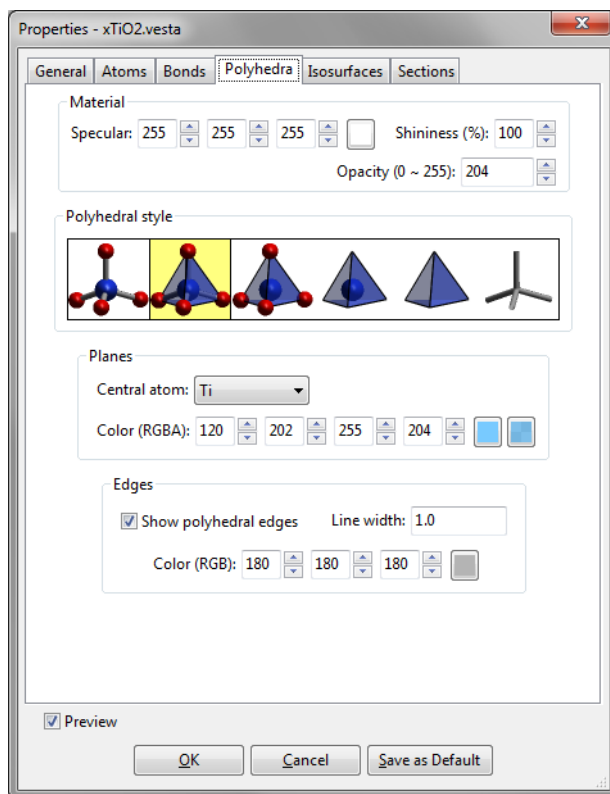 Properties - xTiO2.vesta
General Atoms Bonds Polyhedra Isosurfaces Sections
Material
Specular: 255 255 255 Shininess (%): 100
Opacity (0 ~ 255): 204
Polyhedral style
Planes
Central atom: Ti
Color (RGBA): 120 202 255 204
Edges
Show polyhedral edges Line width: 1.0
Color (RGB): 180 180 180
Preview
OK Cancel Save as Default